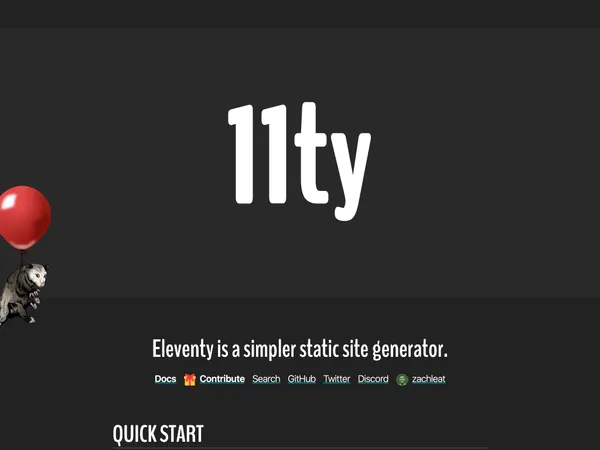 11ty
Eleventy is a simpler static site generator.
Docs Contribute Search GitHub Twitter Discord zachleat
QUICK START